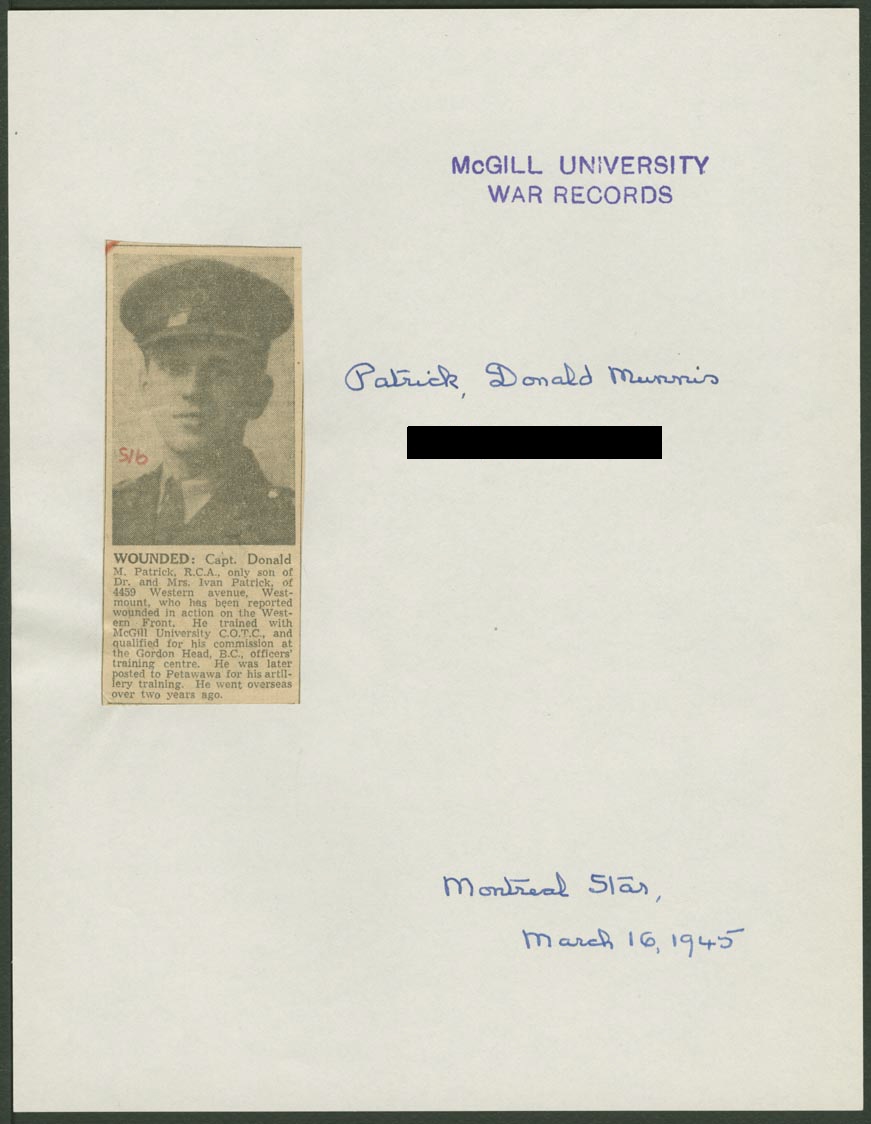 McGILL UNIVERSITY
WAR RECORDS
Patrick, Donald Munnis
S16
WOUNDED: Capt. Donald
M. Patrick, R.C.A., only son of
Dr. and Mrs. Ivan Patrick, of
4459 Western avenue, West-
mount, who has been reported
wounded in action on the West-
ern Front. He trained with
McGill University C.O.T.C., and
qualified for his commission at
the Gordon Head, B.C., officers'
training centre. He was later
posted to Petawawa for his artil-
lery training. He went overseas
over two years ago.
Montreal Star,
March 16, 1945